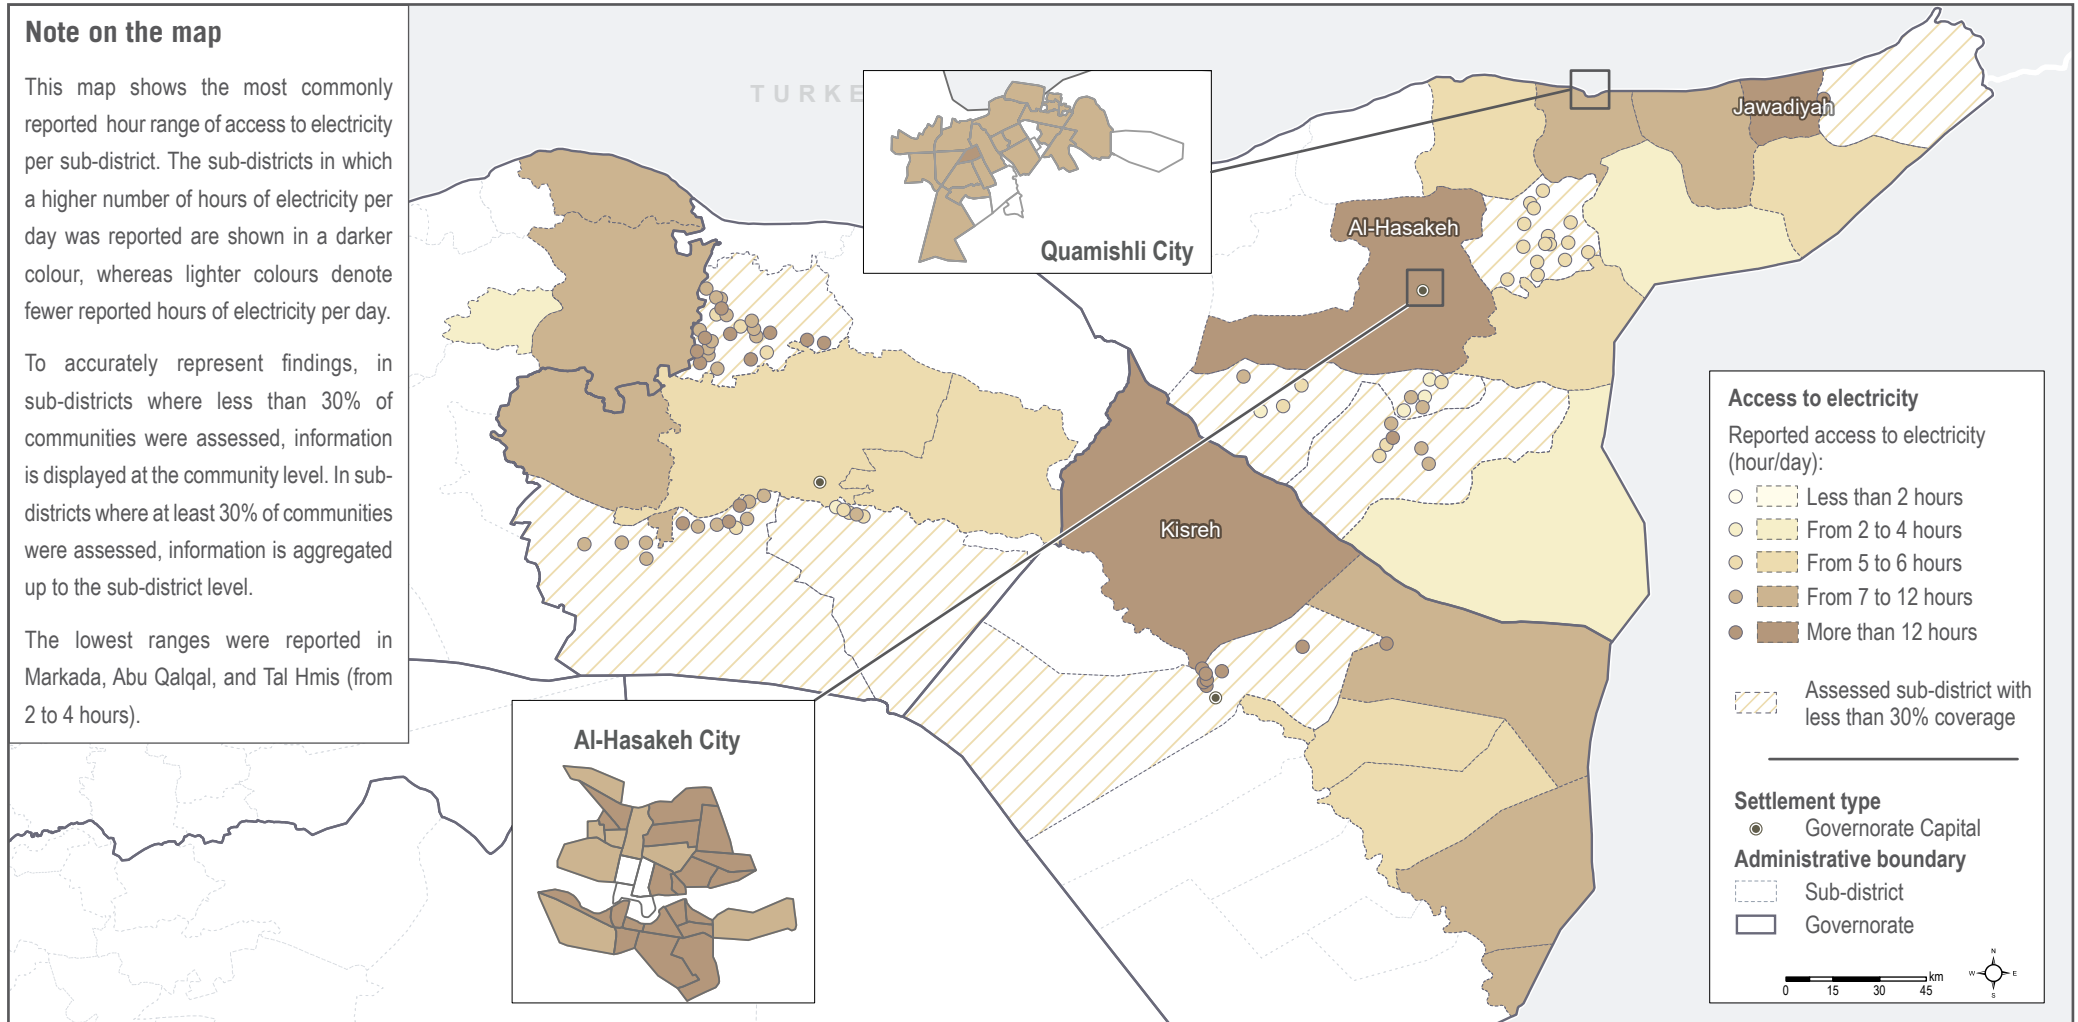 Note on the map
This map shows the most commonly
reported hour range of access to electricity
per sub-district. The sub-districts in which
a higher number of hours of electricity per
day was reported are shown in a darker
colour, whereas lighter colours denote
fewer reported hours of electricity per day.
To accurately represent findings, in
sub-districts where less than 30% of
communities were assessed, information
is displayed at the community level. In sub-
districts where at least 30% of communities
were assessed, information is aggregated
up to the sub-district level.
The lowest ranges were reported in
Markada, Abu Qalqal, and Tal Hmis (from
2 to 4 hours).
TURKE
Quamishli City
Jawadiyah
Al-Hasakeh
Kisreh
Al-Hasakeh City
Access to electricity
Reported access to electricity
(hour/day):
Less than 2 hours
From 2 to 4 hours
From 5 to 6 hours
From 7 to 12 hours
More than 12 hours
Assessed sub-district with
less than 30% coverage
Settlement type
Governorate Capital
Administrative boundary
Sub-district
Governorate
km
0 15 30 45
N
W E
S